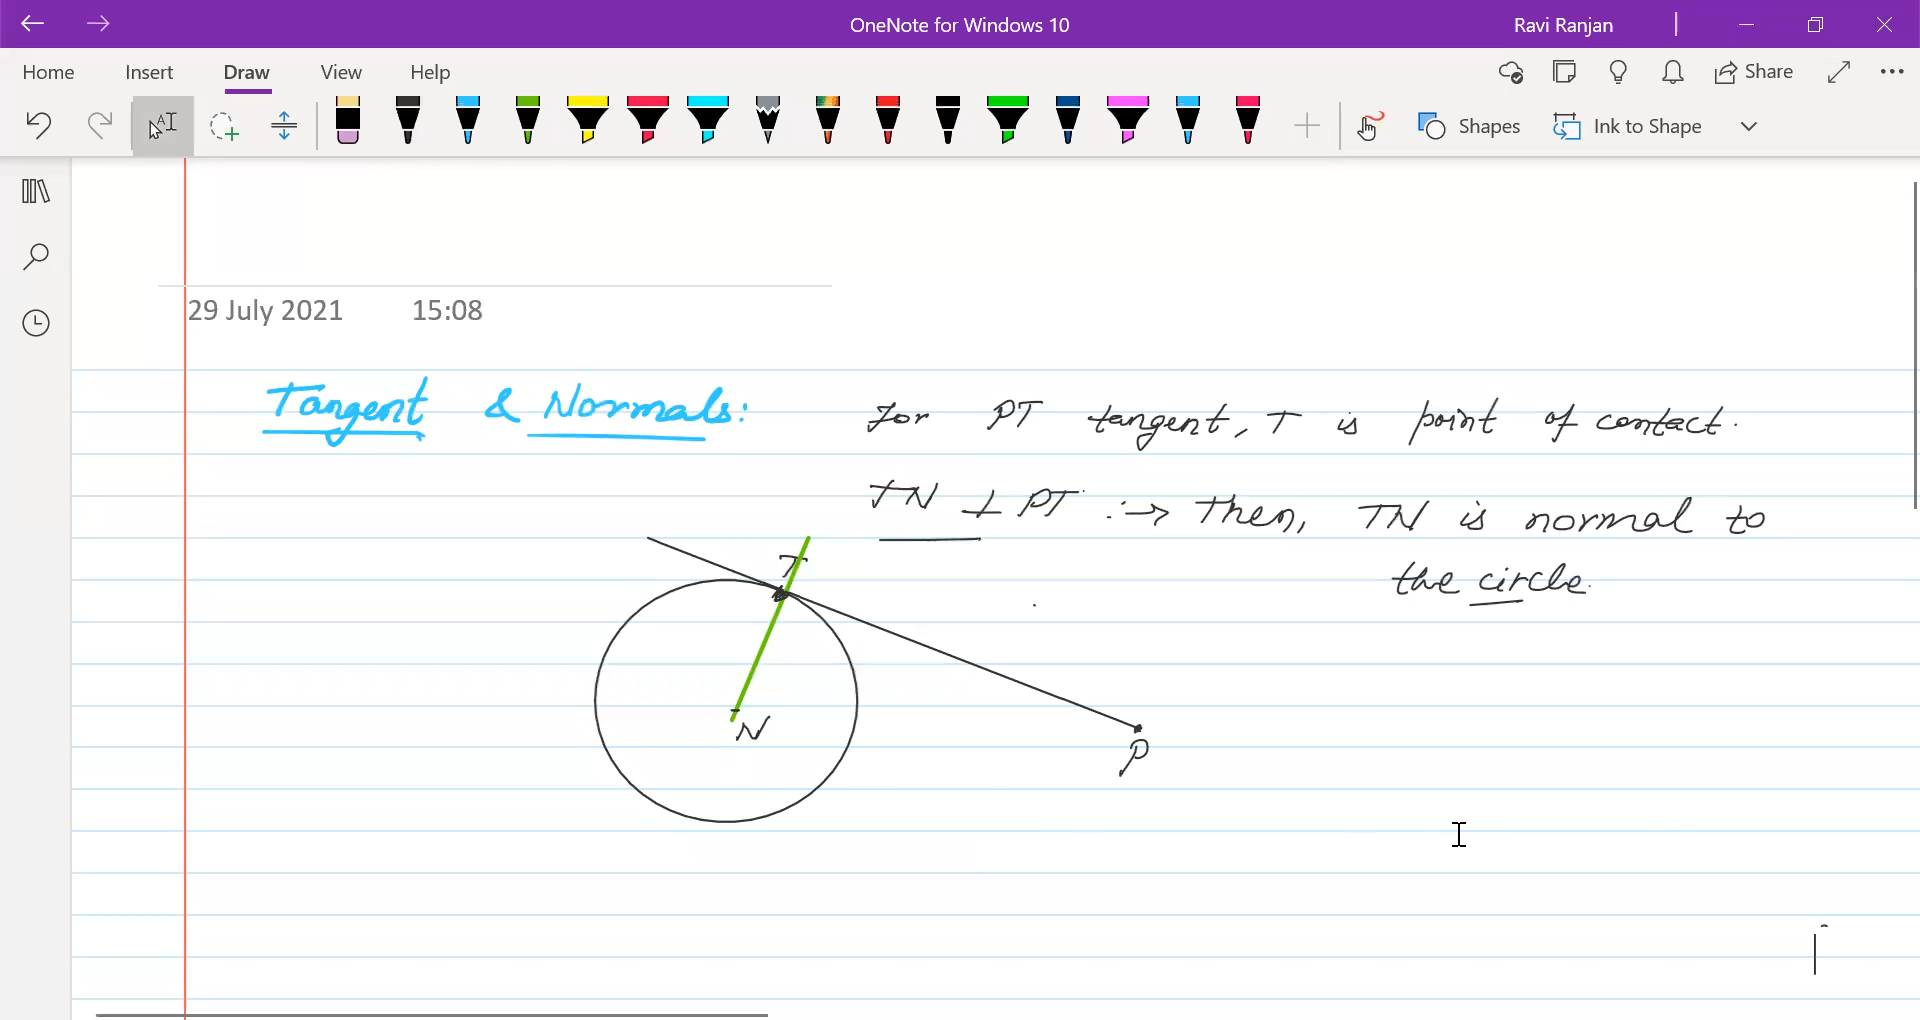 OneNote for Windows 10
Ravi Ranjan
Home Insert Draw View Help
Share
Shapes
Ink to Shape
29 July 2021 15:08
Tangent & Normals:
For PT tangent, T is point of contact.
TN ⊥ PT :→ Then, TN is normal to
the circle.
T
N
P